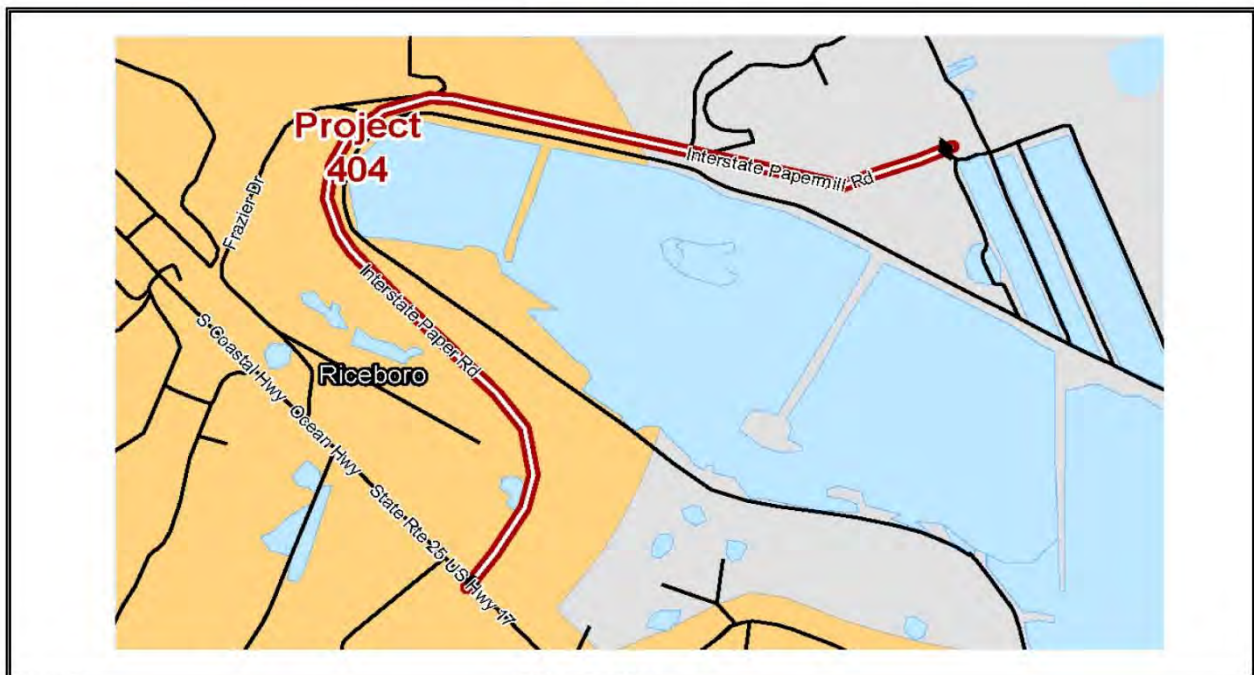 Project
404
Interstate Papermill Rd
Frazier Dr
Interstate Paper Rd
Riceboro
S Coastal Hwy Ocean Hwy State Rte 25 US Hwy 17